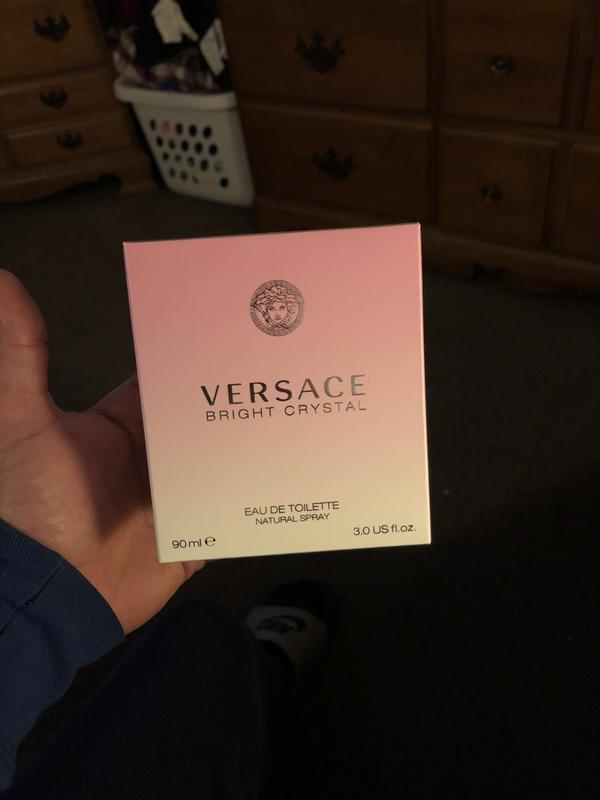 VERSACE
BRIGHT CRYSTAL
EAU DE TOILETTE
NATURAL SPRAY
90 ml ℮
3.0 US fl.oz.